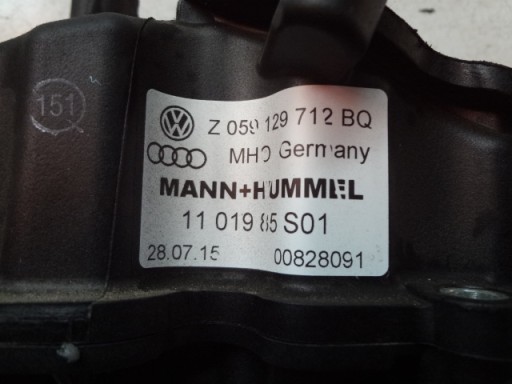 151
Z 059 129 712 BQ
MHO Germany
MANN+HUMMEL
11 019 85 S01
28.07.15 00828091